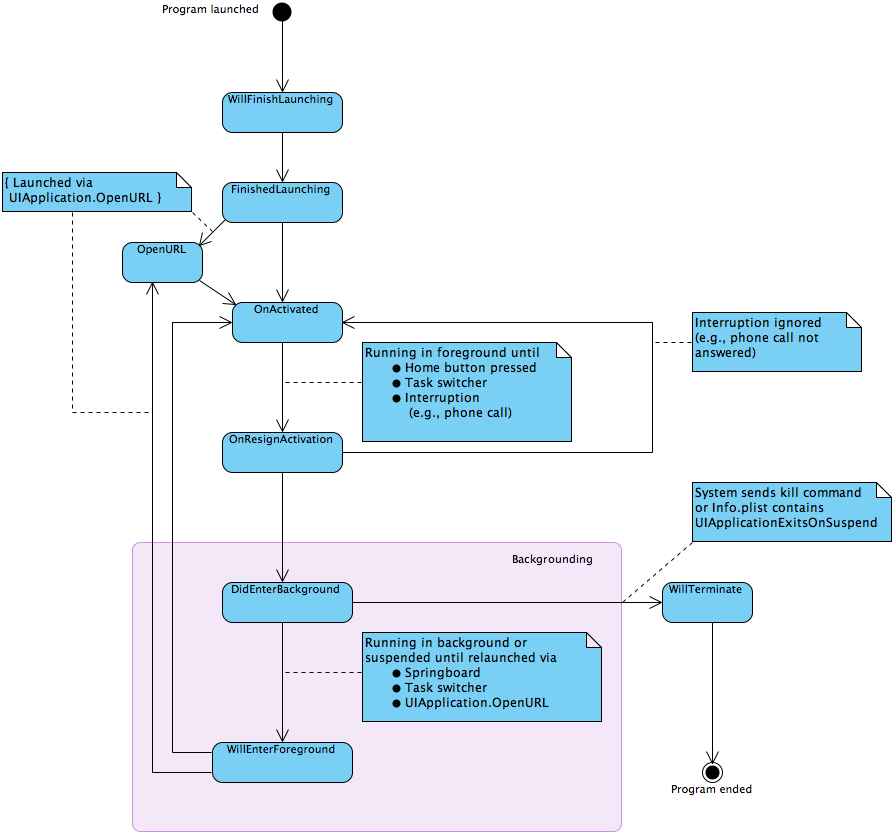 Program launched
WillFinishLaunching
{ Launched via
UIApplication.OpenURL }
FinishedLaunching
OpenURL
OnActivated
Interruption ignored
(e.g., phone call not
answered)
Running in foreground until
● Home button pressed
● Task switcher
● Interruption
(e.g., phone call)
OnResignActivation
System sends kill command
or Info.plist contains
UIApplicationExitsOnSuspend
Backgrounding
DidEnterBackground
WillTerminate
Running in background or
suspended until relaunched via
● Springboard
● Task switcher
● UIApplication.OpenURL
WillEnterForeground
Program ended